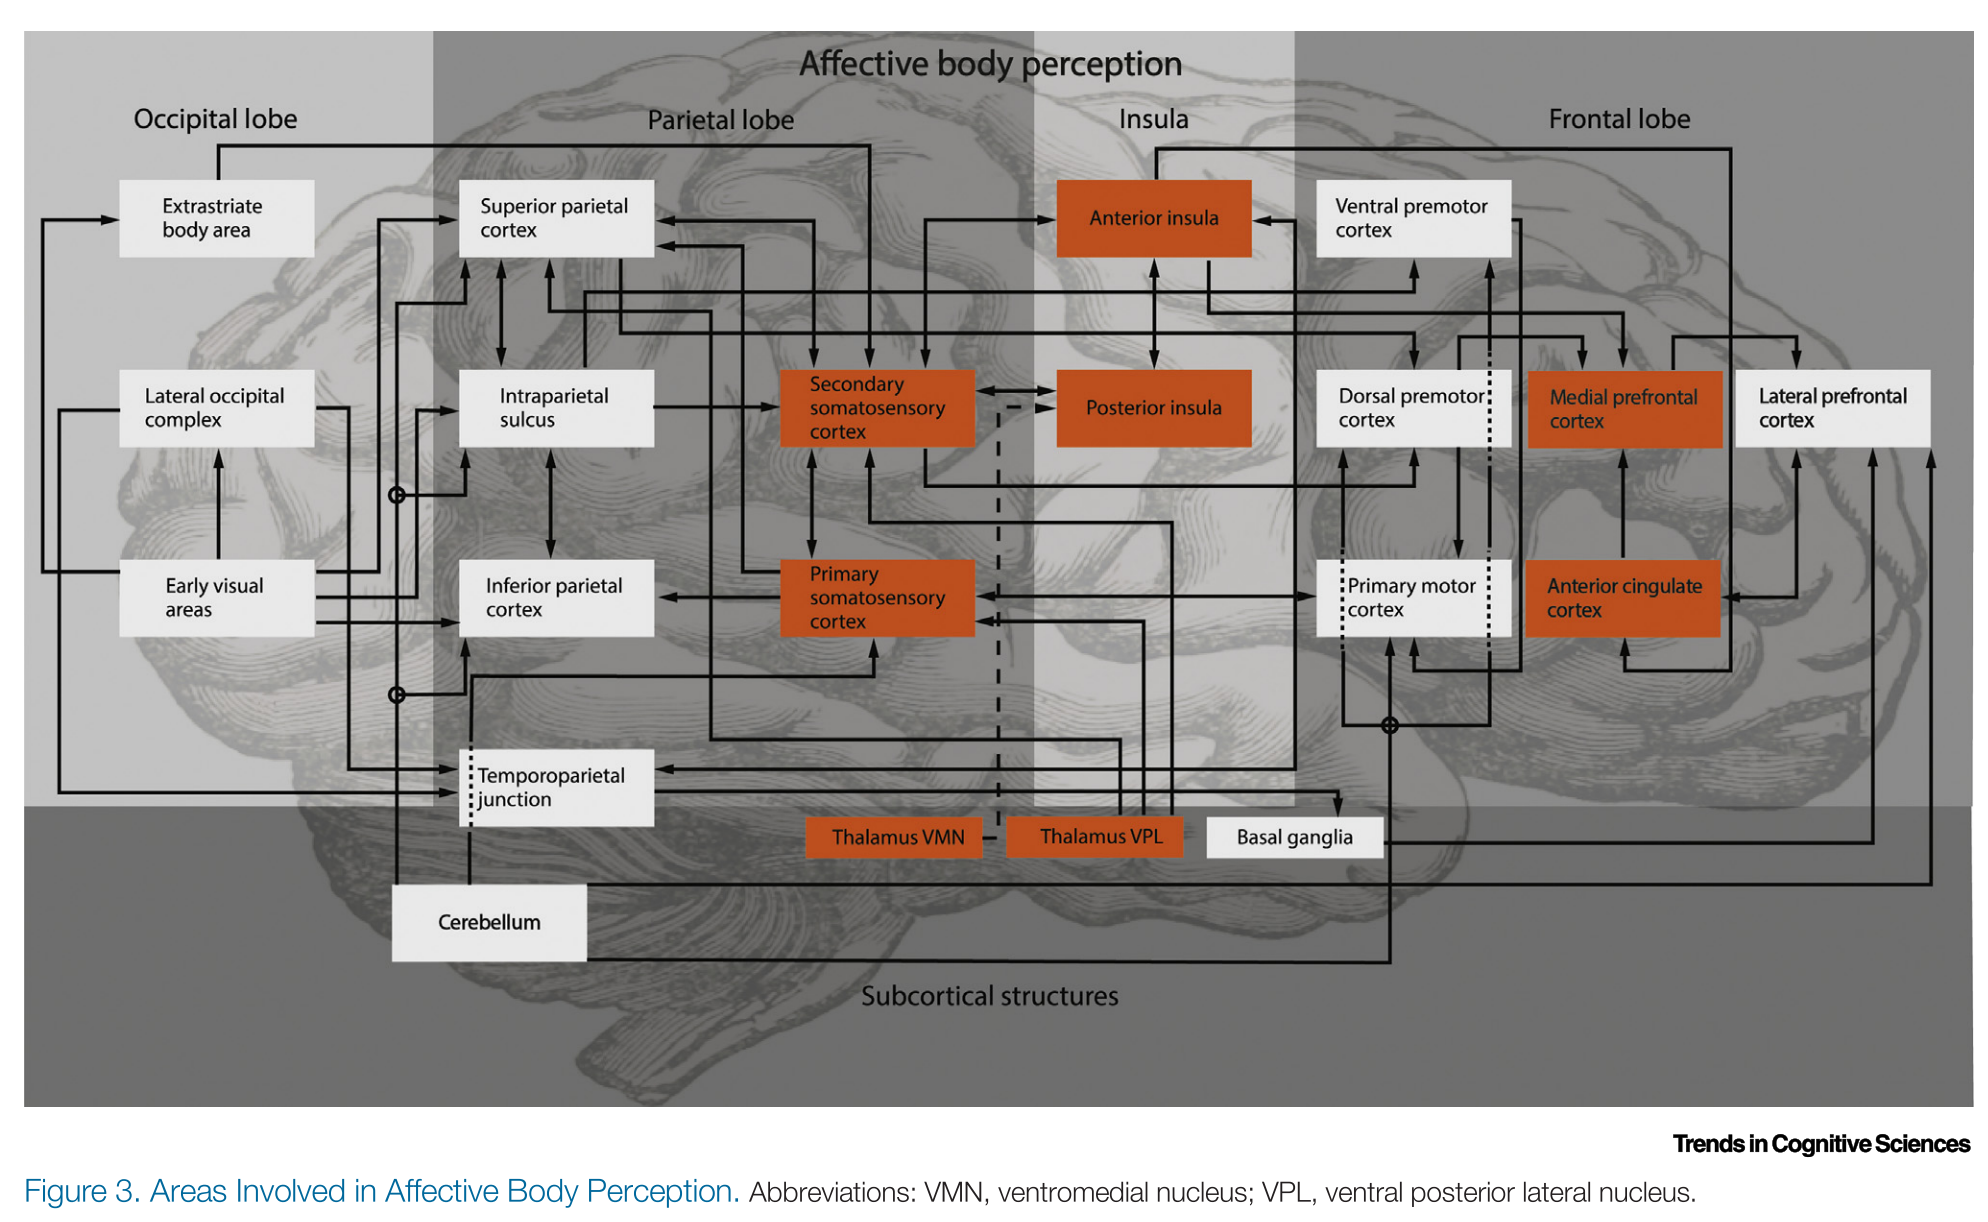 Affective body perception
Occipital lobe
Parietal lobe
Insula
Frontal lobe
Extrastriate
body area
Superior parietal
cortex
Anterior insula
Ventral premotor
cortex
Lateral occipital
complex
Intraparietal
sulcus
Secondary
somatosensory
cortex
Posterior insula
Dorsal premotor
cortex
Medial prefrontal
cortex
Lateral prefrontal
cortex
Early visual
areas
Inferior parietal
cortex
Primary
somatosensory
cortex
Primary motor
cortex
Anterior cingulate
cortex
Temporoparietal
junction
Thalamus VMN
Thalamus VPL
Basal ganglia
Cerebellum
Subcortical structures
Trends in Cognitive Sciences
Figure 3. Areas Involved in Affective Body Perception. Abbreviations: VMN, ventromedial nucleus; VPL, ventral posterior lateral nucleus.